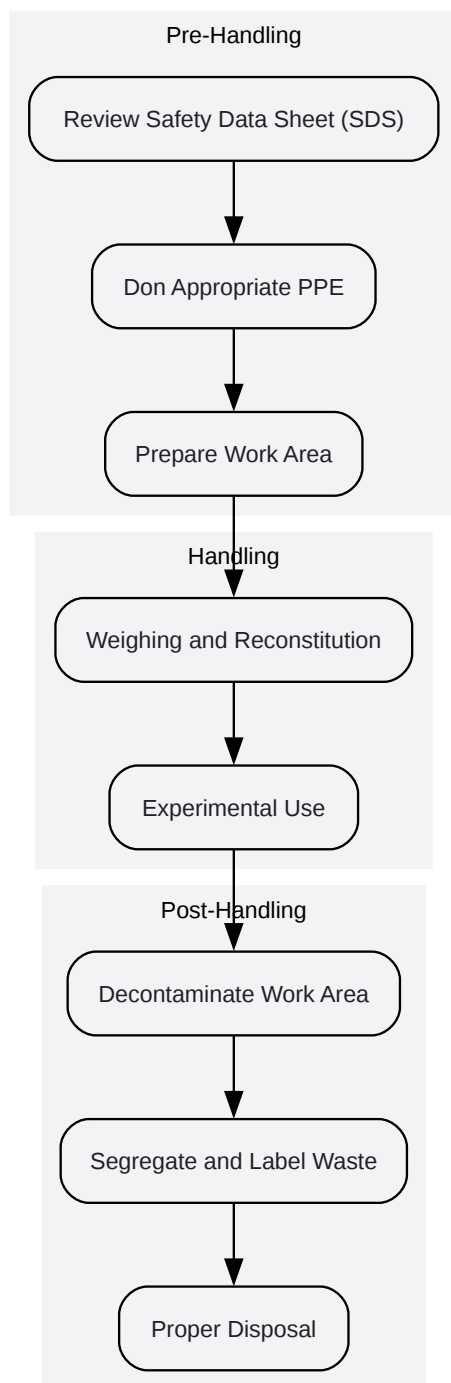 Pre-Handling
Review Safety Data Sheet (SDS)
Don Appropriate PPE
Prepare Work Area
Handling
Weighing and Reconstitution
Experimental Use
Post-Handling
Decontaminate Work Area
Segregate and Label Waste
Proper Disposal